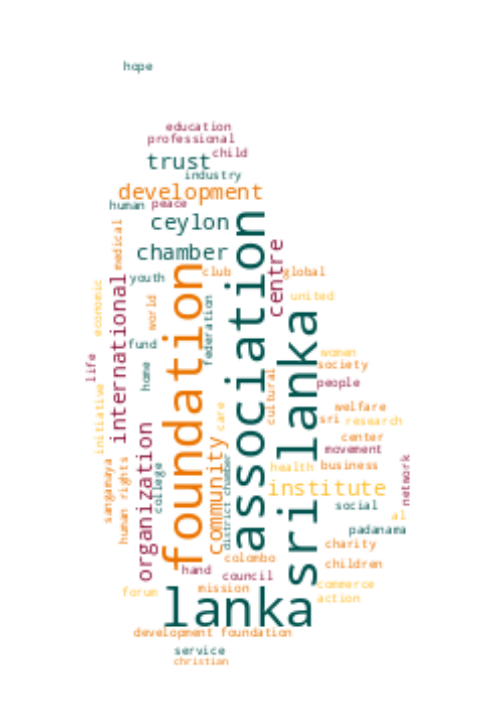 hope
education
professional
child
trust
industry
development
human
peace
ceylon
association
medical
chamber
centre
youth
club
global
foundation
international
economic
world
federation
united
sri lanka
fund
women
life
home
society
cultural
people
initiative
care
welfare
sri
research
organization
community
center
movement
sangamaya
human rights
college
district chamber
health
business
network
institute
social
al
padanama
charity
colombo
children
hand
council
commerce
forum
mission
action
lanka
development foundation
service
christian